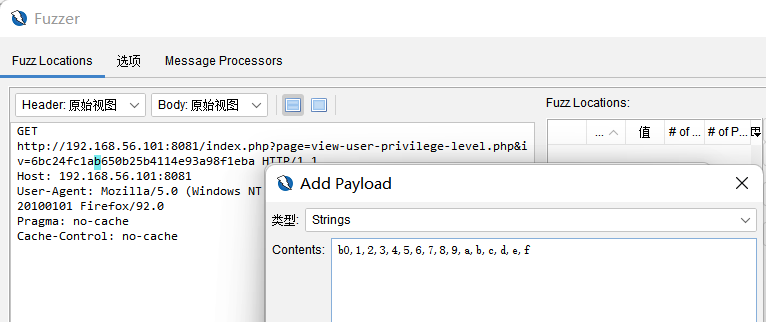 Fuzzer
Fuzz Locations 选项 Message Processors
Header: 原始视图 Body: 原始视图 Fuzz Locations:
... 值 # of ... # of P...
GET
http://192.168.56.101:8081/index.php?page=view-user-privilege-level.php&i
v=6bc24fc1ab650b25b4114e93a98f1eba HTTP/1.1
Host: 192.168.56.101:8081
User-Agent: Mozilla/5.0 (Windows NT
20100101 Firefox/92.0
Pragma: no-cache
Cache-Control: no-cache
Add Payload
类型: Strings
Contents: b0,1,2,3,4,5,6,7,8,9,a,b,c,d,e,f